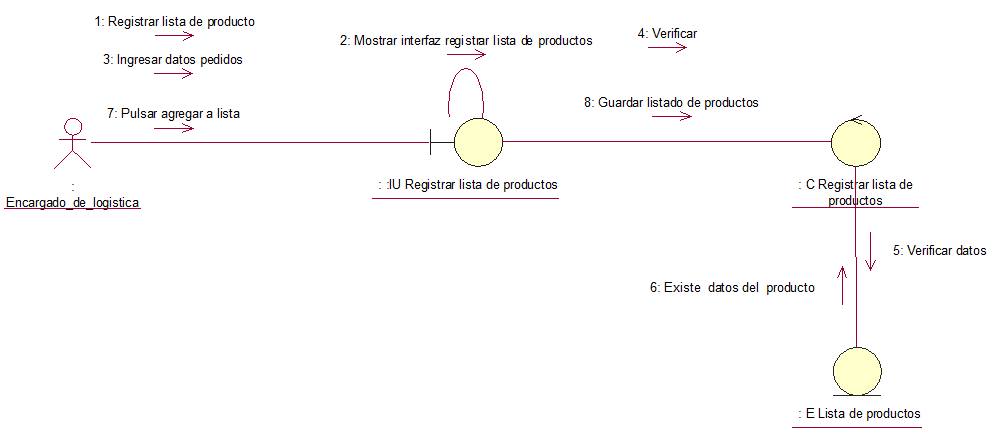 1: Registrar lista de producto
2: Mostrar interfaz registrar lista de productos
4: Verificar
3: Ingresar datos pedidos
7: Pulsar agregar a lista
8: Guardar listado de productos
:
Encargado_de_logistica
: :IU Registrar lista de productos
: C Registrar lista de
productos
5: Verificar datos
6: Existe datos del producto
: E Lista de productos